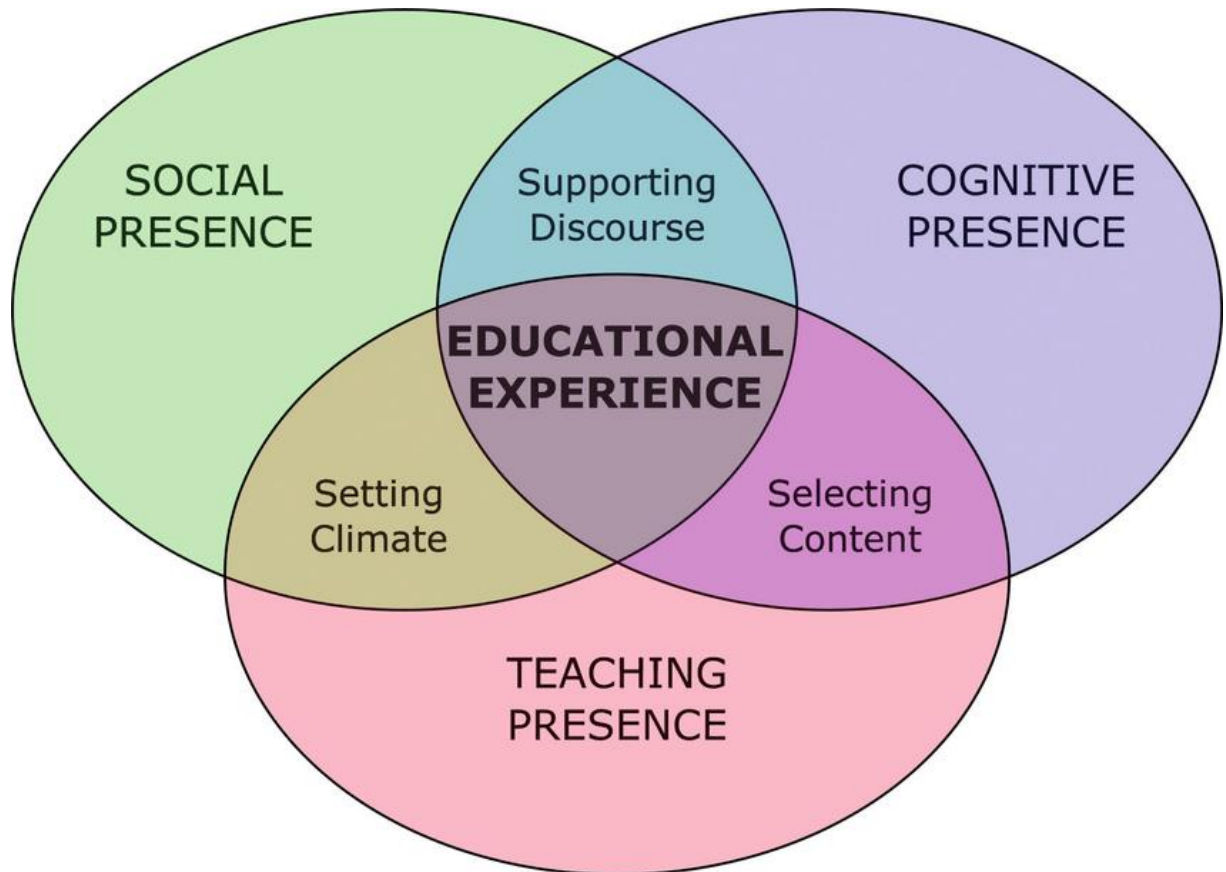 SOCIAL
PRESENCE
Supporting
Discourse
COGNITIVE
PRESENCE
EDUCATIONAL
EXPERIENCE
Setting
Climate
Selecting
Content
TEACHING
PRESENCE